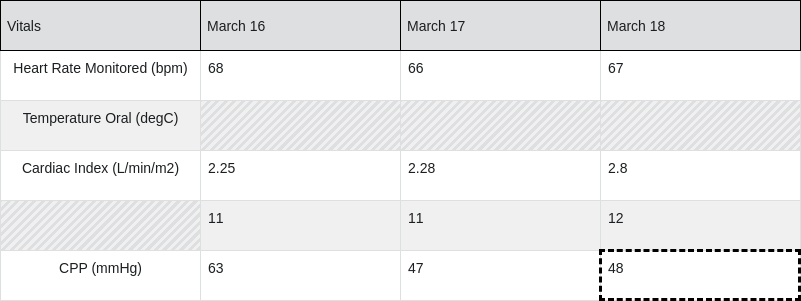 Vitals March 16 March 17 March 18
Heart Rate Monitored (bpm) 68 66 67
Temperature Oral (degC)
Cardiac Index (L/min/m2) 2.25 2.28 2.8
11 11 12
CPP (mmHg) 63 47 48